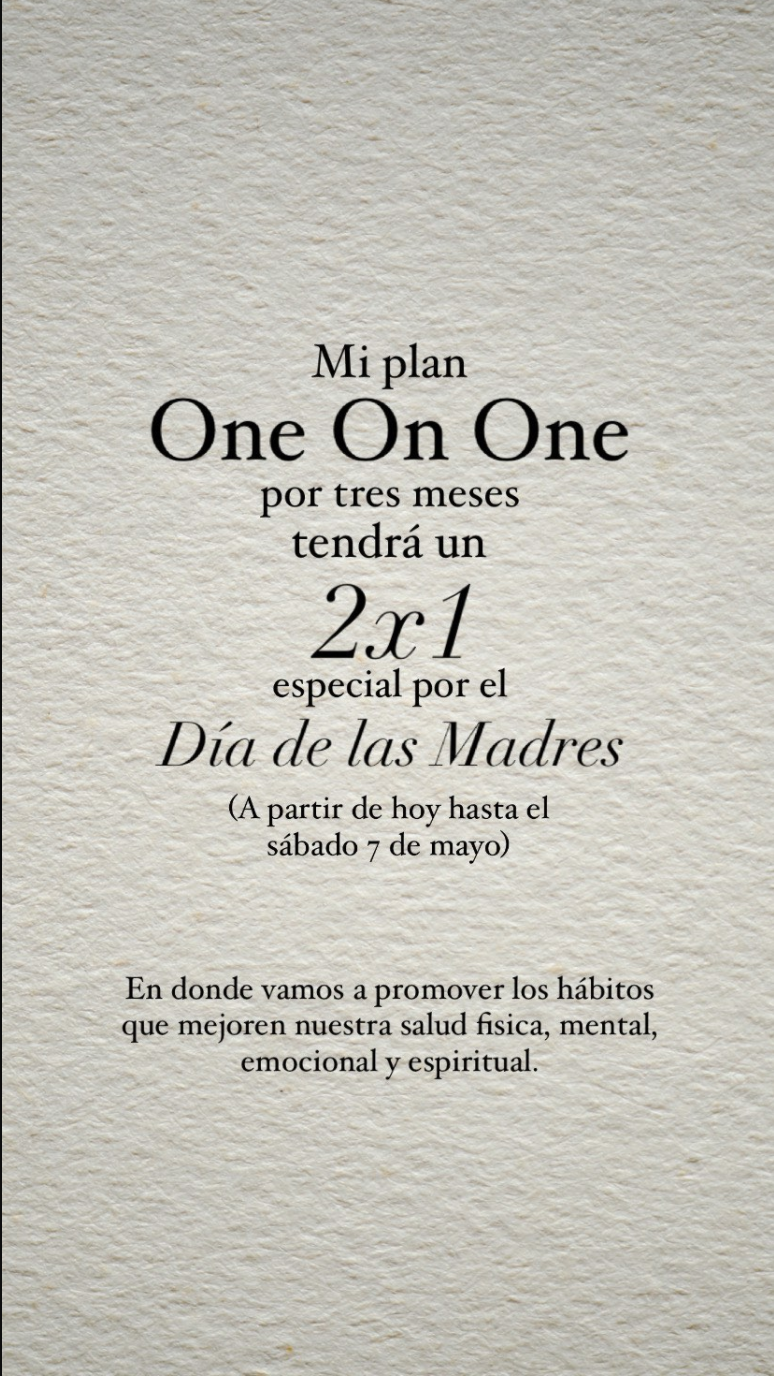 Mi plan
One On One
por tres meses
tendrá un
2x1
especial por el
Día de las Madres
(A partir de hoy hasta el
sábado 7 de mayo)
En donde vamos a promover los hábitos
que mejoren nuestra salud fisica, mental,
emocional y espiritual.